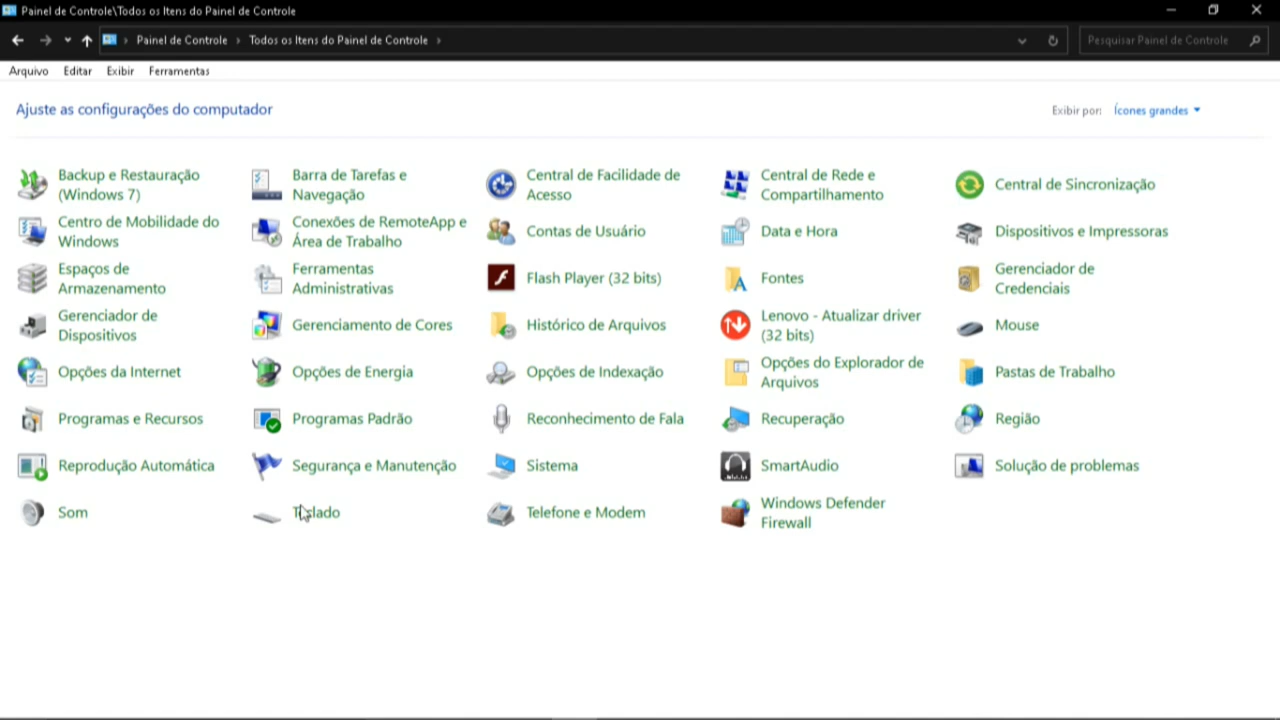 Painel de Controle\Todos os Itens do Painel de Controle
Painel de Controle › Todos os Itens do Painel de Controle ›
Pesquisar Painel de Controle
Arquivo Editar Exibir Ferramentas
Ajuste as configurações do computador
Exibir por: Ícones grandes
Backup e Restauração
(Windows 7)
Barra de Tarefas e
Navegação
Central de Facilidade de
Acesso
Central de Rede e
Compartilhamento
Central de Sincronização
Centro de Mobilidade do
Windows
Conexões de RemoteApp e
Área de Trabalho
Contas de Usuário
Data e Hora
Dispositivos e Impressoras
Espaços de
Armazenamento
Ferramentas
Administrativas
Flash Player (32 bits)
Fontes
Gerenciador de
Credenciais
Gerenciador de
Dispositivos
Gerenciamento de Cores
Histórico de Arquivos
Lenovo - Atualizar driver
(32 bits)
Mouse
Opções da Internet
Opções de Energia
Opções de Indexação
Opções do Explorador de
Arquivos
Pastas de Trabalho
Programas e Recursos
Programas Padrão
Reconhecimento de Fala
Recuperação
Região
Reprodução Automática
Segurança e Manutenção
Sistema
SmartAudio
Solução de problemas
Som
Teclado
Telefone e Modem
Windows Defender
Firewall